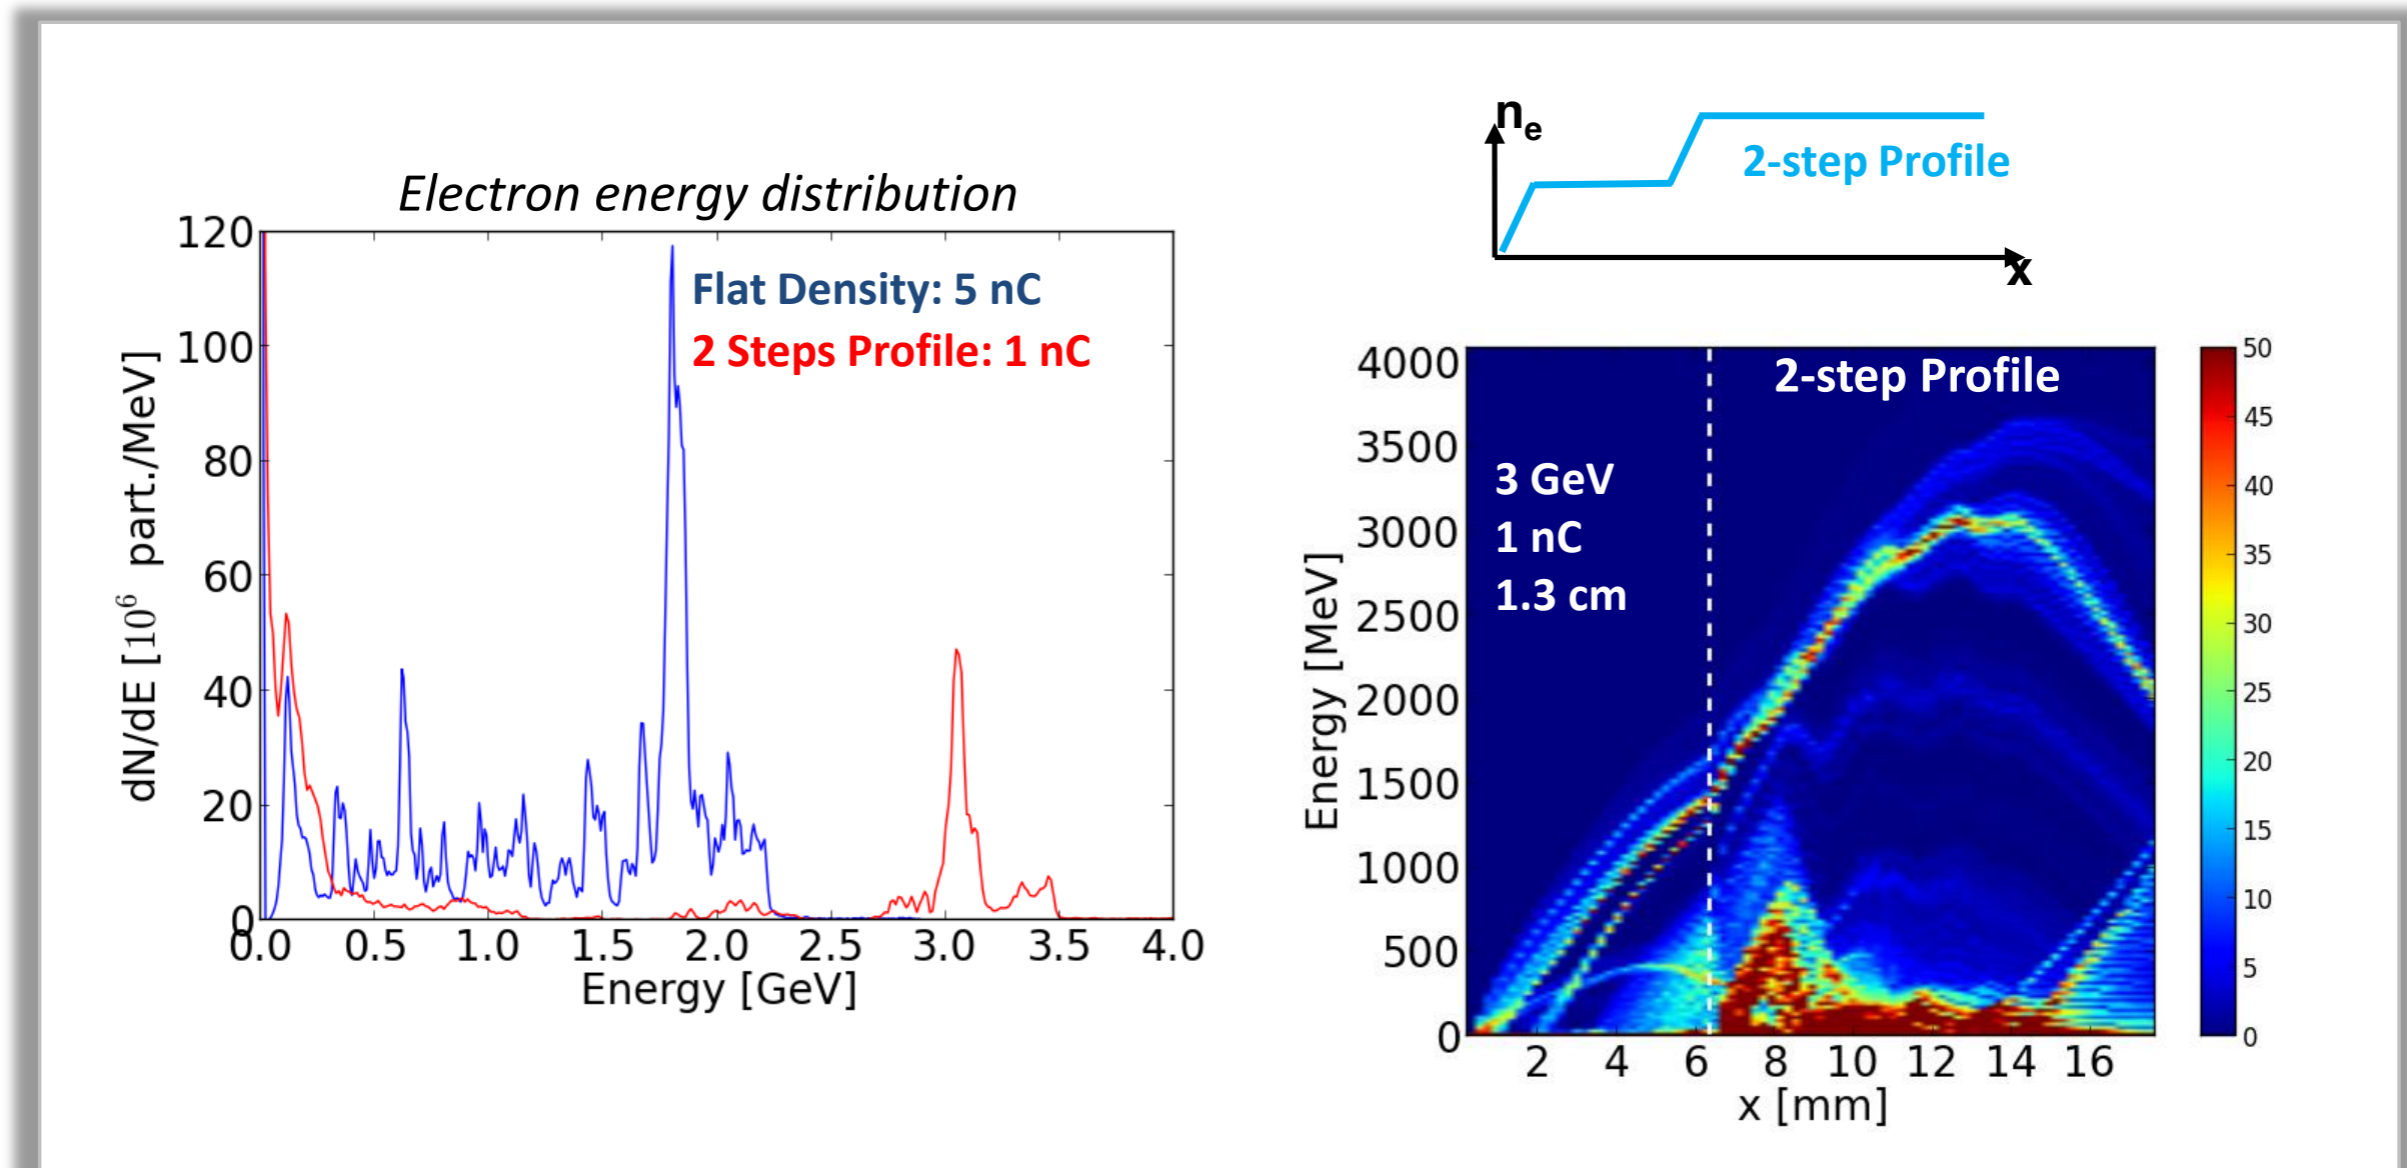 Electron energy distribution
120
100
80
60
40
20
0
dN/dE [10⁶ part./MeV]
Flat Density: 5 nC
2 Steps Profile: 1 nC
0.0 0.5 1.0 1.5 2.0 2.5 3.0 3.5 4.0
Energy [GeV]
nₑ
2-step Profile
x
2-step Profile
3 GeV
1 nC
1.3 cm
4000
3500
3000
2500
2000
1500
1000
500
0
Energy [MeV]
2 4 6 8 10 12 14 16
x [mm]
50
45
40
35
30
25
20
15
10
5
0